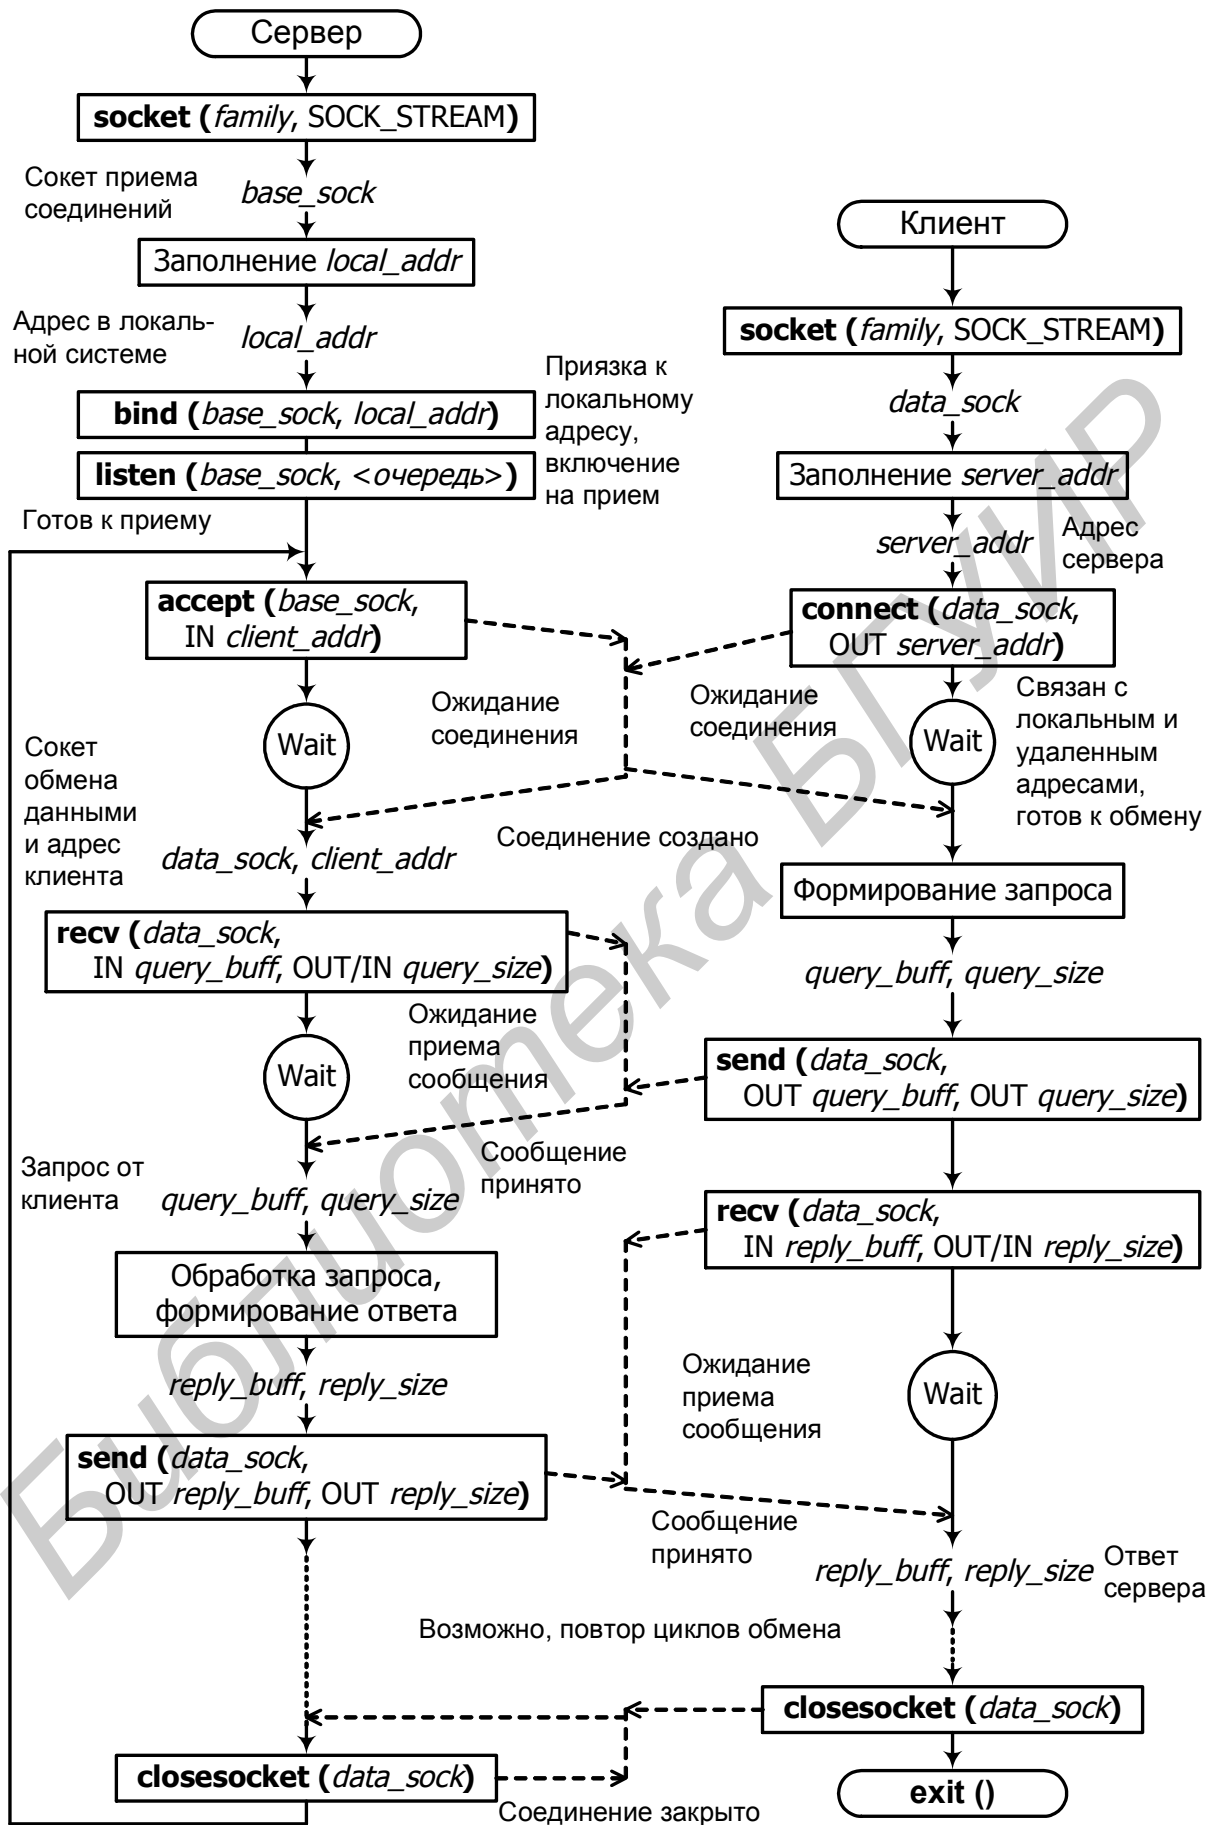 Сервер
socket (family, SOCK_STREAM)
Сокет приема
соединений
base_sock
Заполнение local_addr
Адрес в локаль-
ной системе
local_addr
bind (base_sock, local_addr)
listen (base_sock, <очередь>)
Приязка к
локальному
адресу,
включение
на прием
Готов к приему
accept (base_sock,
IN client_addr)
Wait
Ожидание
соединения
Сокет
обмена
данными
и адрес
клиента
data_sock, client_addr
recv (data_sock,
IN query_buff, OUT/IN query_size)
Wait
Ожидание
приема
сообщения
Запрос от
клиента
Сообщение
принято
query_buff, query_size
Обработка запроса,
формирование ответа
reply_buff, reply_size
send (data_sock,
OUT reply_buff, OUT reply_size)
closesocket (data_sock)
Клиент
socket (family, SOCK_STREAM)
data_sock
Заполнение server_addr
server_addr
Адрес
сервера
connect (data_sock,
OUT server_addr)
Ожидание
соединения
Wait
Связан с
локальным и
удаленным
адресами,
готов к обмену
Соединение создано
Формирование запроса
query_buff, query_size
send (data_sock,
OUT query_buff, OUT query_size)
recv (data_sock,
IN reply_buff, OUT/IN reply_size)
Ожидание
приема
сообщения
Wait
Сообщение
принято
reply_buff, reply_size
Ответ
сервера
Возможно, повтор циклов обмена
closesocket (data_sock)
Соединение закрыто
exit ()
Библиотека БГУИР